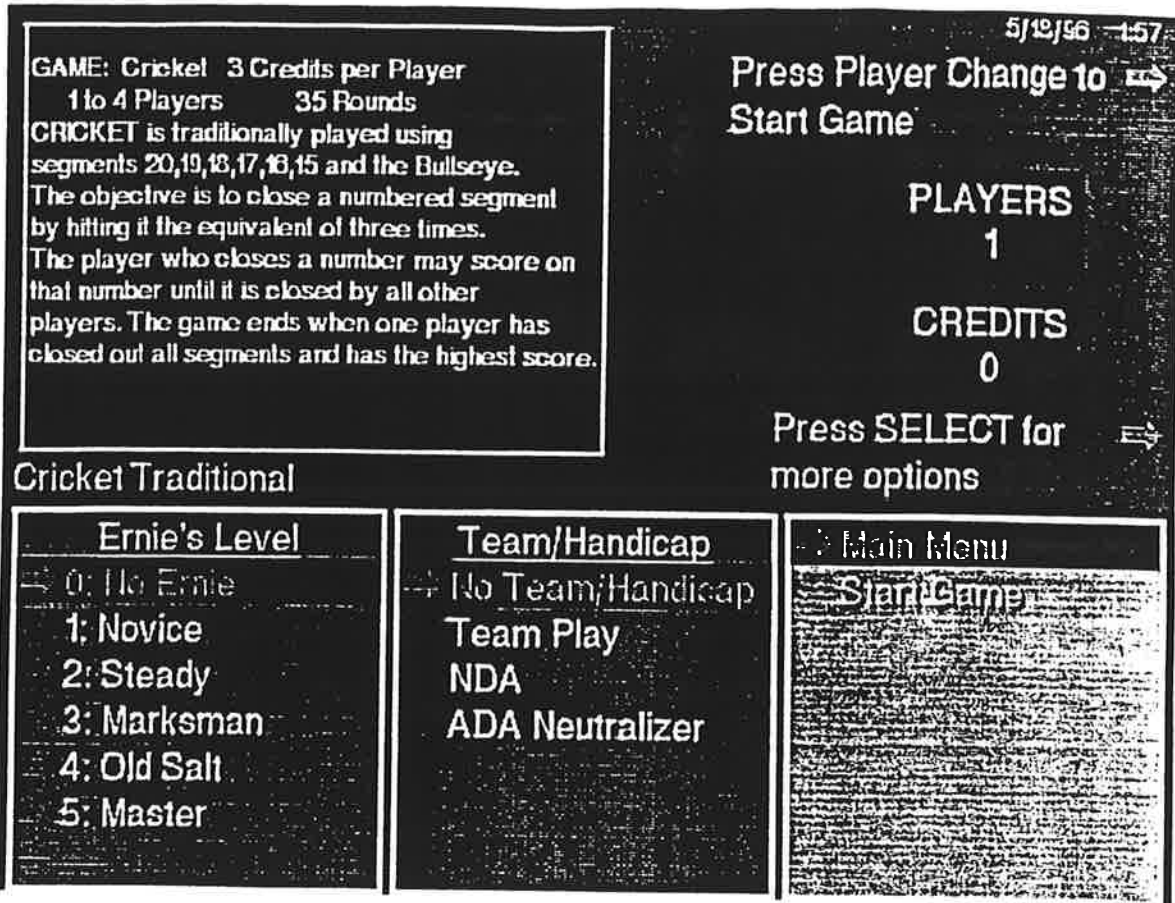 5/18/96 1:57
GAME: Cricket 3 Credits per Player
1 to 4 Players 35 Rounds
CRICKET is traditionally played using
segments 20,19,18,17,16,15 and the Bullseye.
The objective is to close a numbered segment
by hitting it the equivalent of three times.
The player who closes a number may score on
that number until it is closed by all other
players. The game ends when one player has
closed out all segments and has the highest score.
Press Player Change to ⇨
Start Game
PLAYERS
1
CREDITS
0
Press SELECT for ⇨
more options
Cricket Traditional
Ernie's Level
⇨ 0: No Ernie
1: Novice
2: Steady
3: Marksman
4: Old Salt
5: Master
Team/Handicap
⇨ No Team/Handicap
Team Play
NDA
ADA Neutralizer
⇨ Main Menu
Start Game